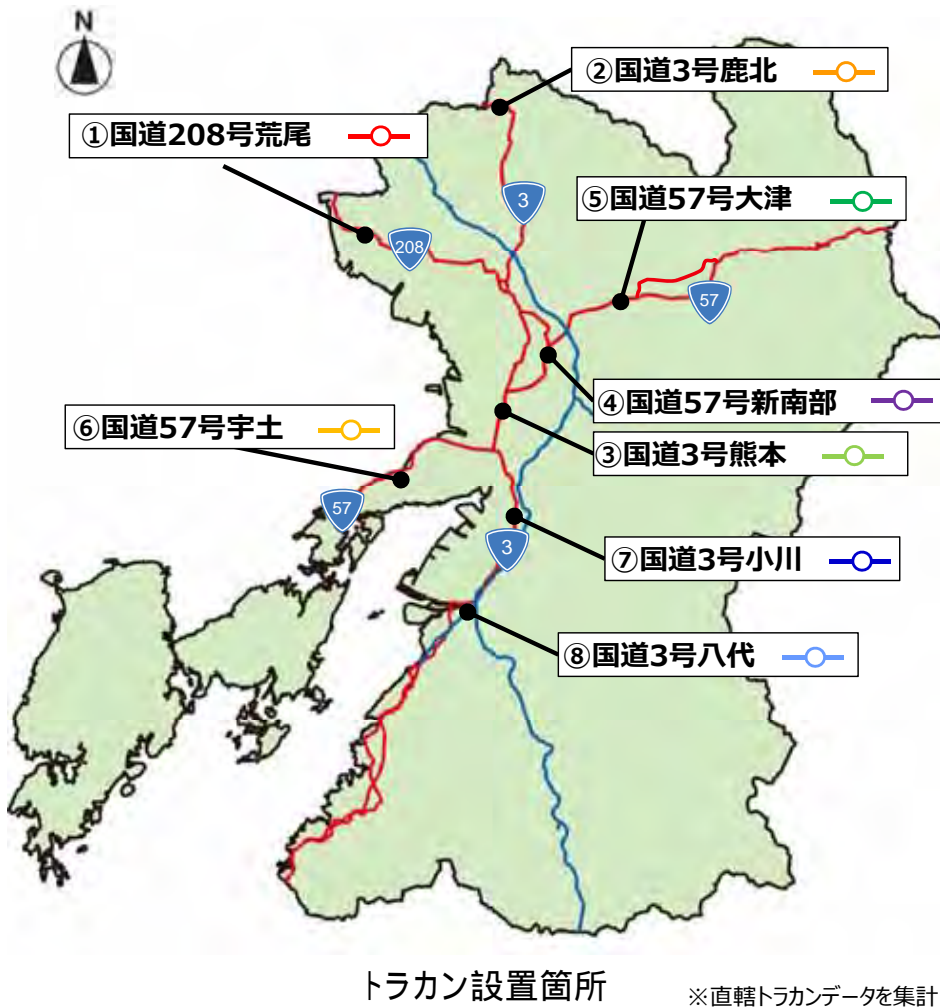 N
②国道3号鹿北
①国道208号荒尾
⑤国道57号大津
3
208
57
④国道57号新南部
⑥国道57号宇土
③国道3号熊本
57
3
⑦国道3号小川
⑧国道3号八代
トラカン設置箇所
※直轄トラカンデータを集計